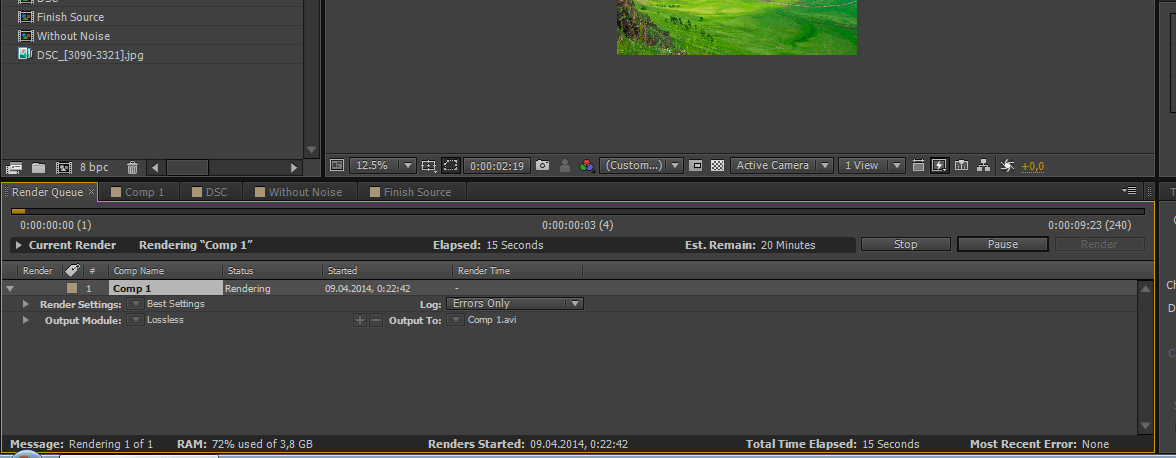 DSC
Finish Source
Without Noise
DSC_[3090-3321].jpg
8 bpc
12.5% 0:00:02:19 (Custom...) Active Camera 1 View +0,0
Render Queue × Comp 1 DSC Without Noise Finish Source
0:00:00:00 (1) 0:00:00:03 (4) 0:00:09:23 (240)
Current Render Rendering "Comp 1" Elapsed: 15 Seconds Est. Remain: 20 Minutes Stop Pause Render
Render # Comp Name Status Started Render Time
1 Comp 1 Rendering 09.04.2014, 0:22:42 -
Render Settings: Best Settings Log: Errors Only
Output Module: Lossless Output To: Comp 1.avi
Message: Rendering 1 of 1 RAM: 72% used of 3,8 GB Renders Started: 09.04.2014, 0:22:42 Total Time Elapsed: 15 Seconds Most Recent Error: None